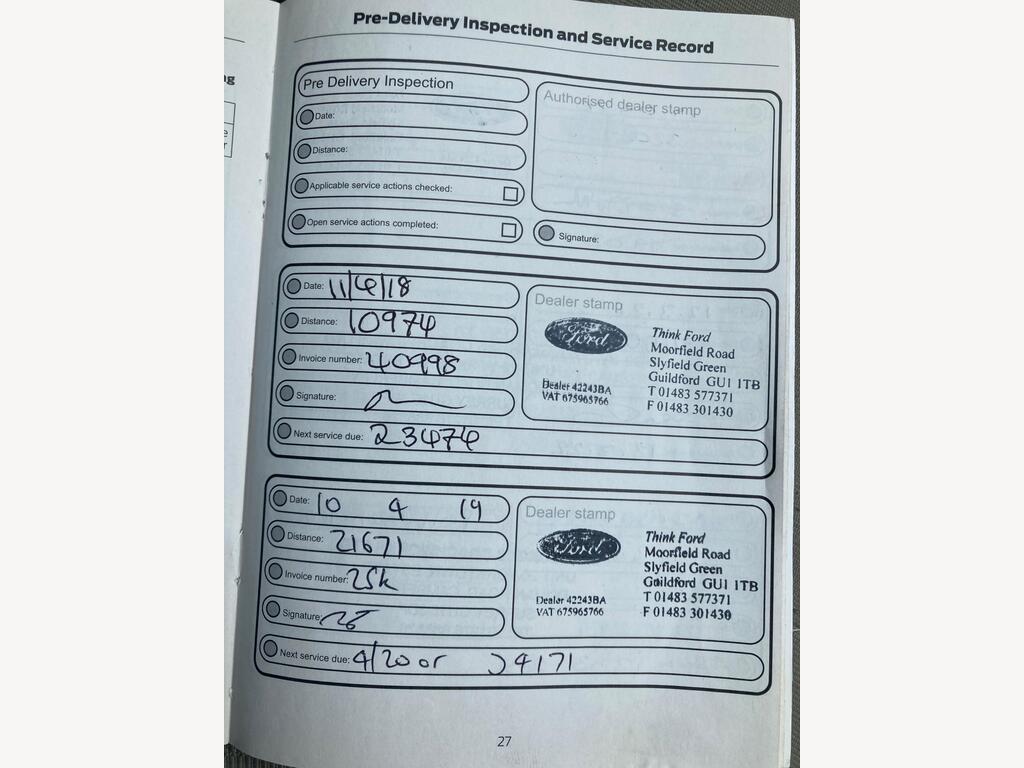 Pre-Delivery Inspection and Service Record
Pre Delivery Inspection
Date:
Distance:
Applicable service actions checked:
Open service actions completed:
Authorised dealer stamp
Signature:
Date: 11/4/18
Distance: 10974
Invoice number: 40998
Signature:
Next service due: 23474
Dealer stamp
Ford
Dealer 42243BA
VAT 675965766
Think Ford
Moorfield Road
Slyfield Green
Guildford GU1 1TB
T 01483 577371
F 01483 301430
Date: 10 4 19
Distance: 21671
Invoice number: 25k
Signature:
Next service due: 4/20 or 34171
Dealer stamp
Ford
Dealer 42243BA
VAT 675965766
Think Ford
Moorfield Road
Slyfield Green
Guildford GU1 1TB
T 01483 577371
F 01483 301430
27